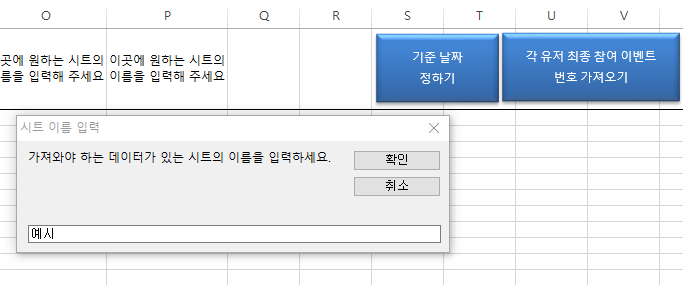 O P Q R S T U V
곳에 원하는 시트의 이곳에 원하는 시트의
름을 입력해 주세요 이름을 입력해 주세요
기준 날짜
정하기
각 유저 최종 참여 이벤트
번호 가져오기
시트 이름 입력
가져와야 하는 데이터가 있는 시트의 이름을 입력하세요.
확인
취소
예시